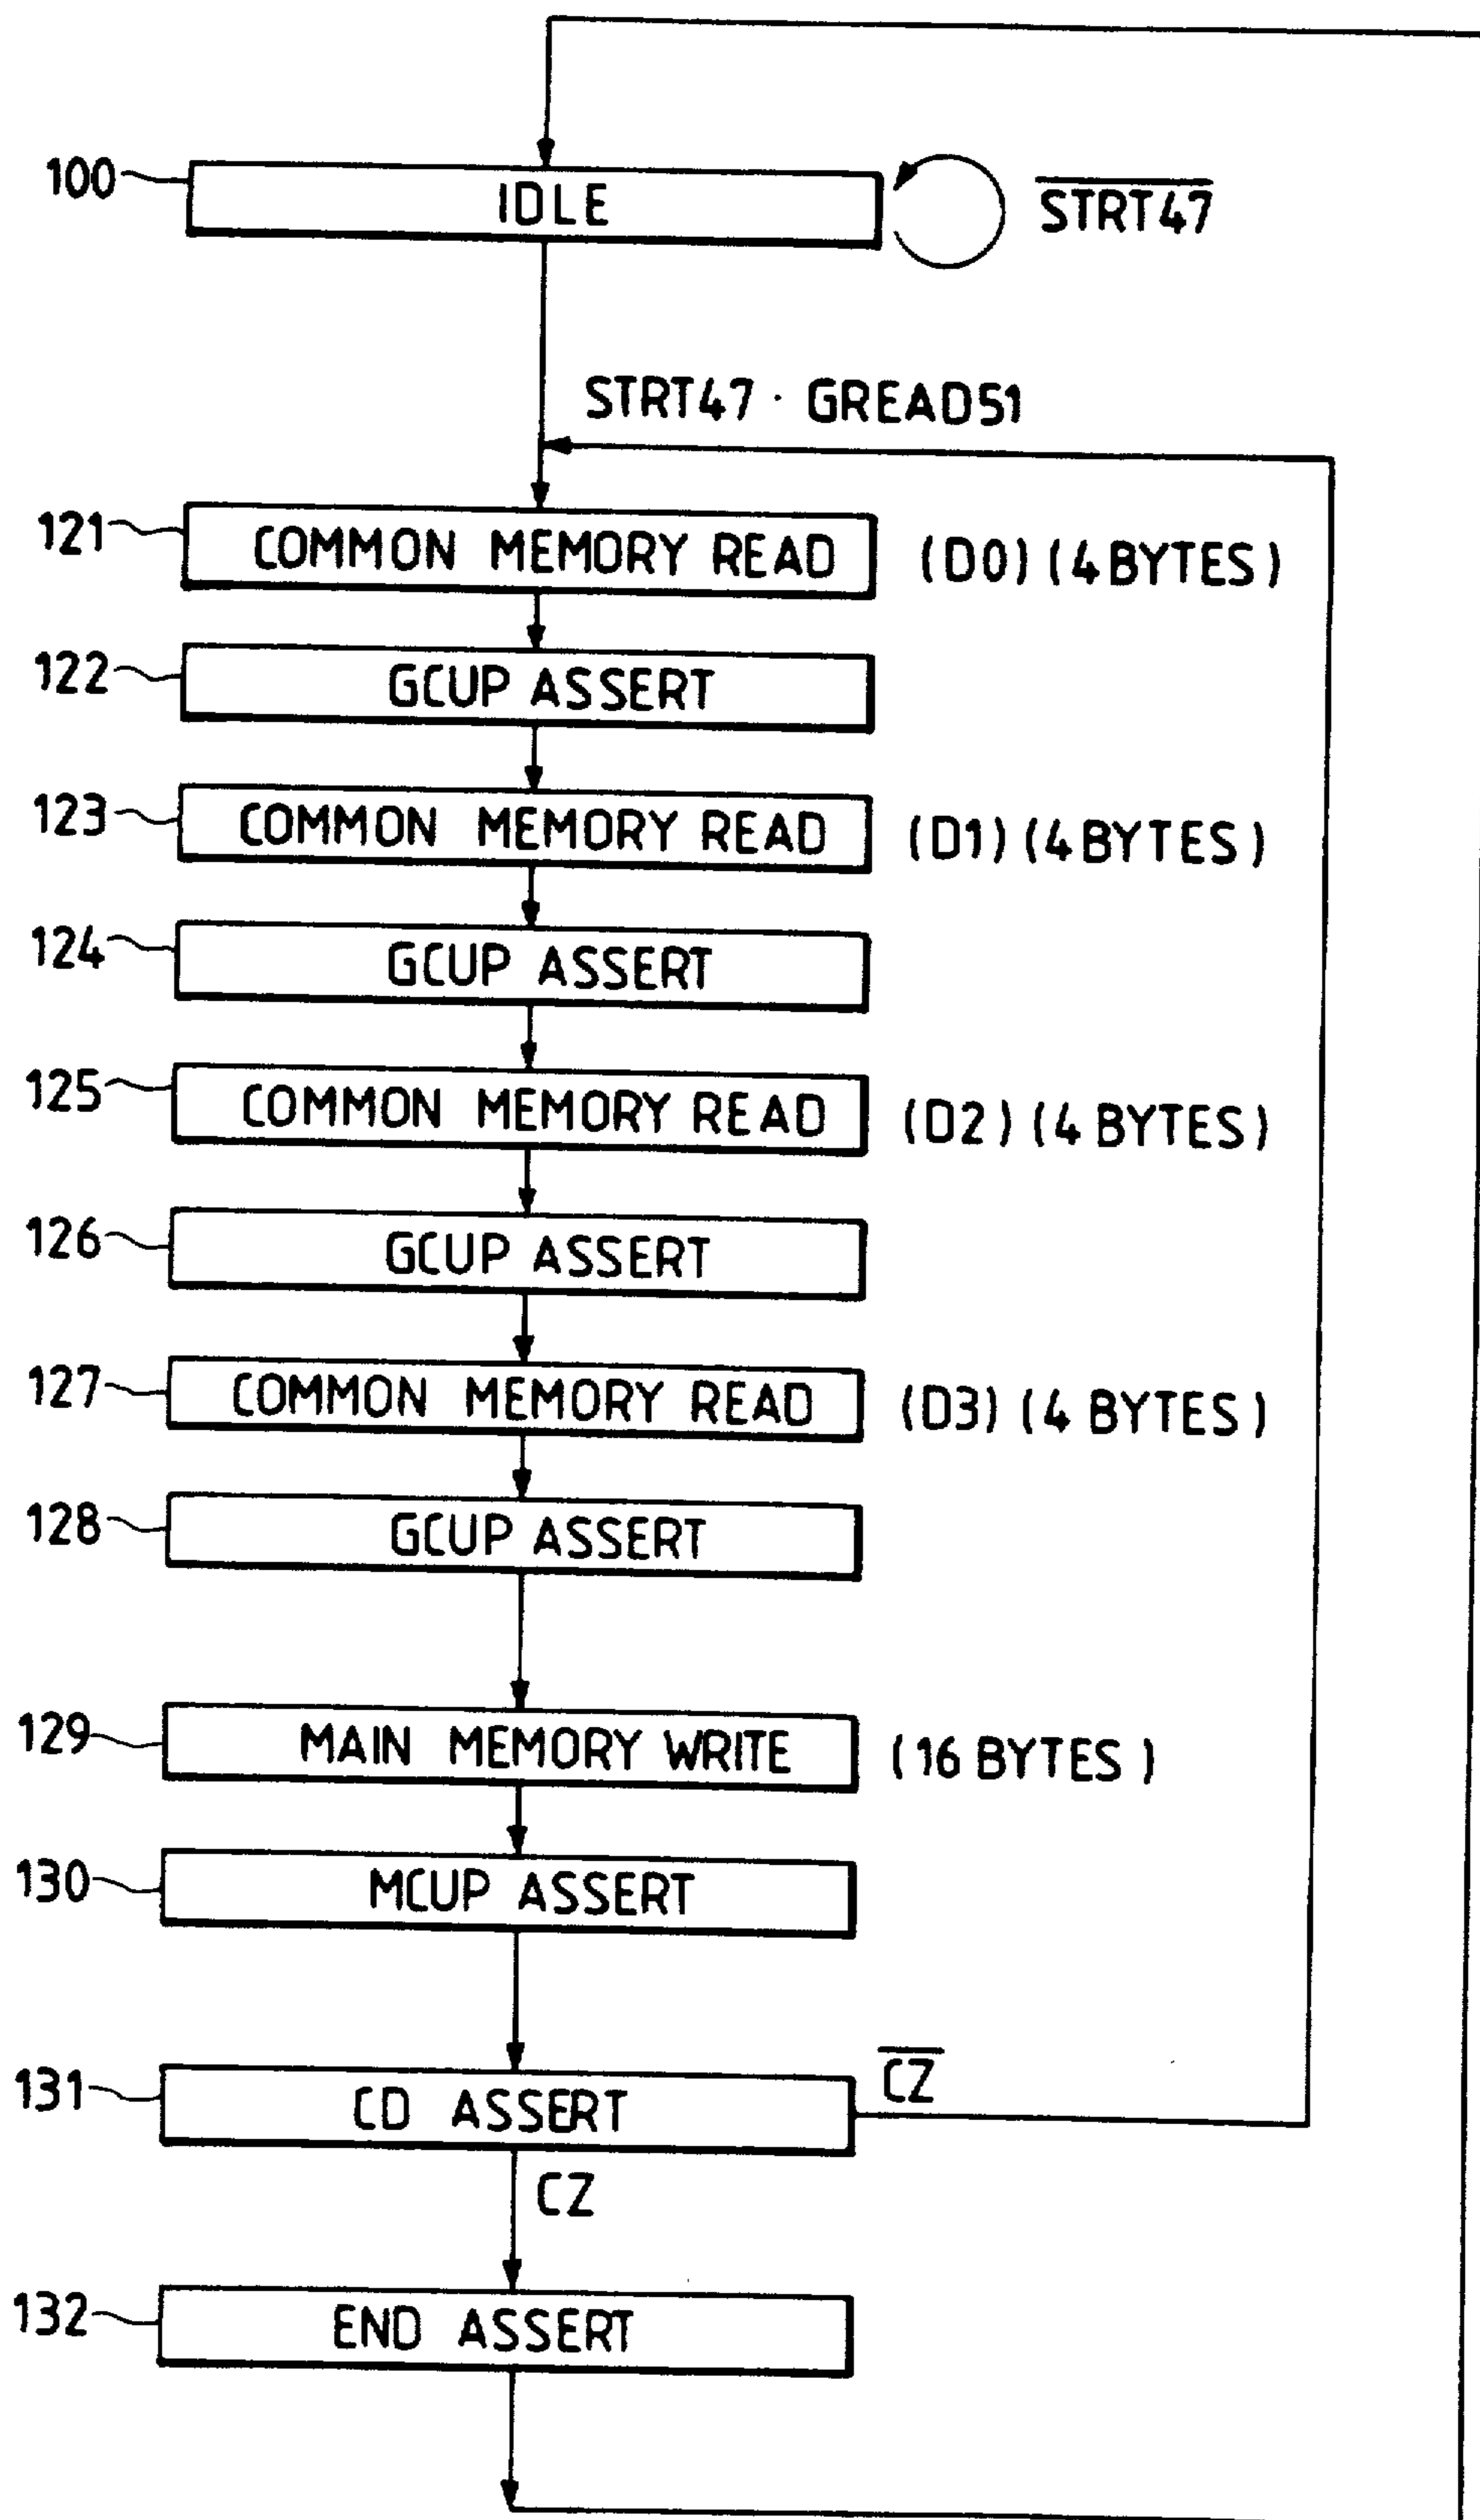 100 IDLE S̅T̅R̅T̅4̅7̅
STRT47 · GREAD51
121 COMMON MEMORY READ (D0) (4 BYTES)
122 GCUP ASSERT
123 COMMON MEMORY READ (D1) (4 BYTES)
124 GCUP ASSERT
125 COMMON MEMORY READ (D2) (4 BYTES)
126 GCUP ASSERT
127 COMMON MEMORY READ (D3) (4 BYTES)
128 GCUP ASSERT
129 MAIN MEMORY WRITE (16 BYTES)
130 MCUP ASSERT
131 CD ASSERT C̅Z̅
CZ
132 END ASSERT